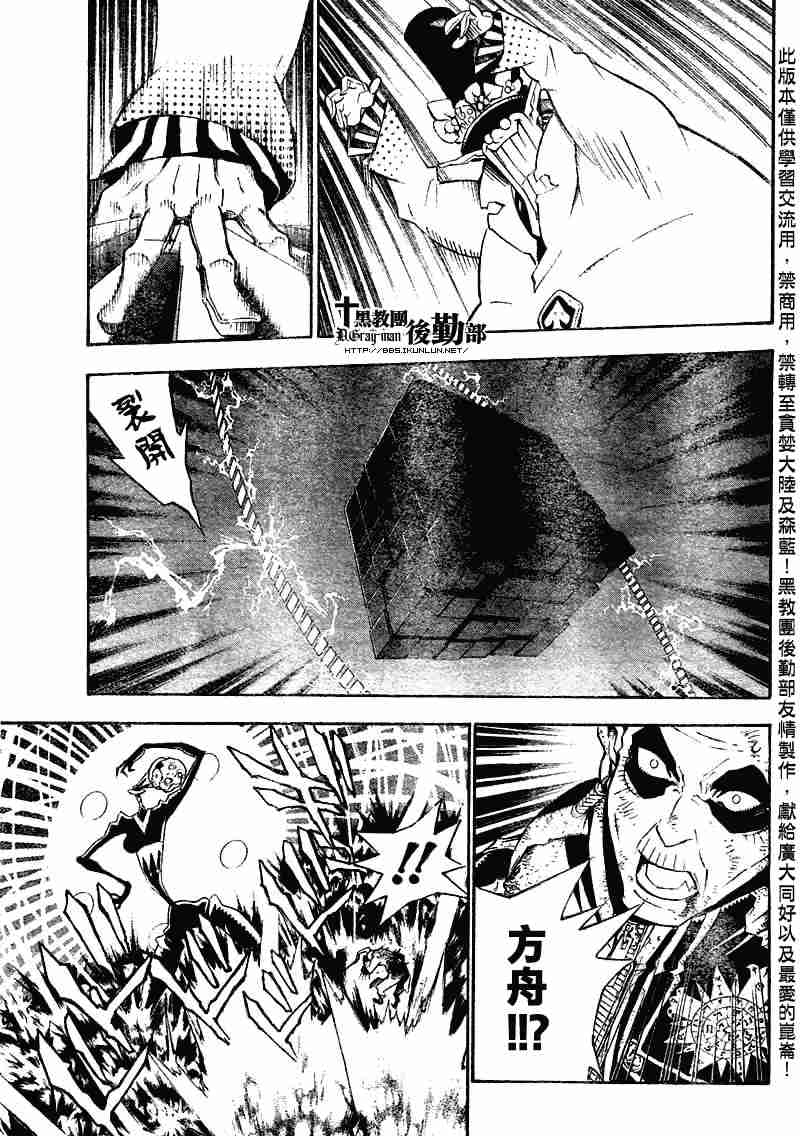 黑教團
D.Gray-man 後勤部
HTTP://BBS.IKUNLUN.NET/
裂開
方舟!!?
!!
此版本僅供學習交流用，禁商用，禁轉至貪婪大陸及森藍！黑教團後勤部友情製作，獻給廣大同好以及最愛的崑崙！